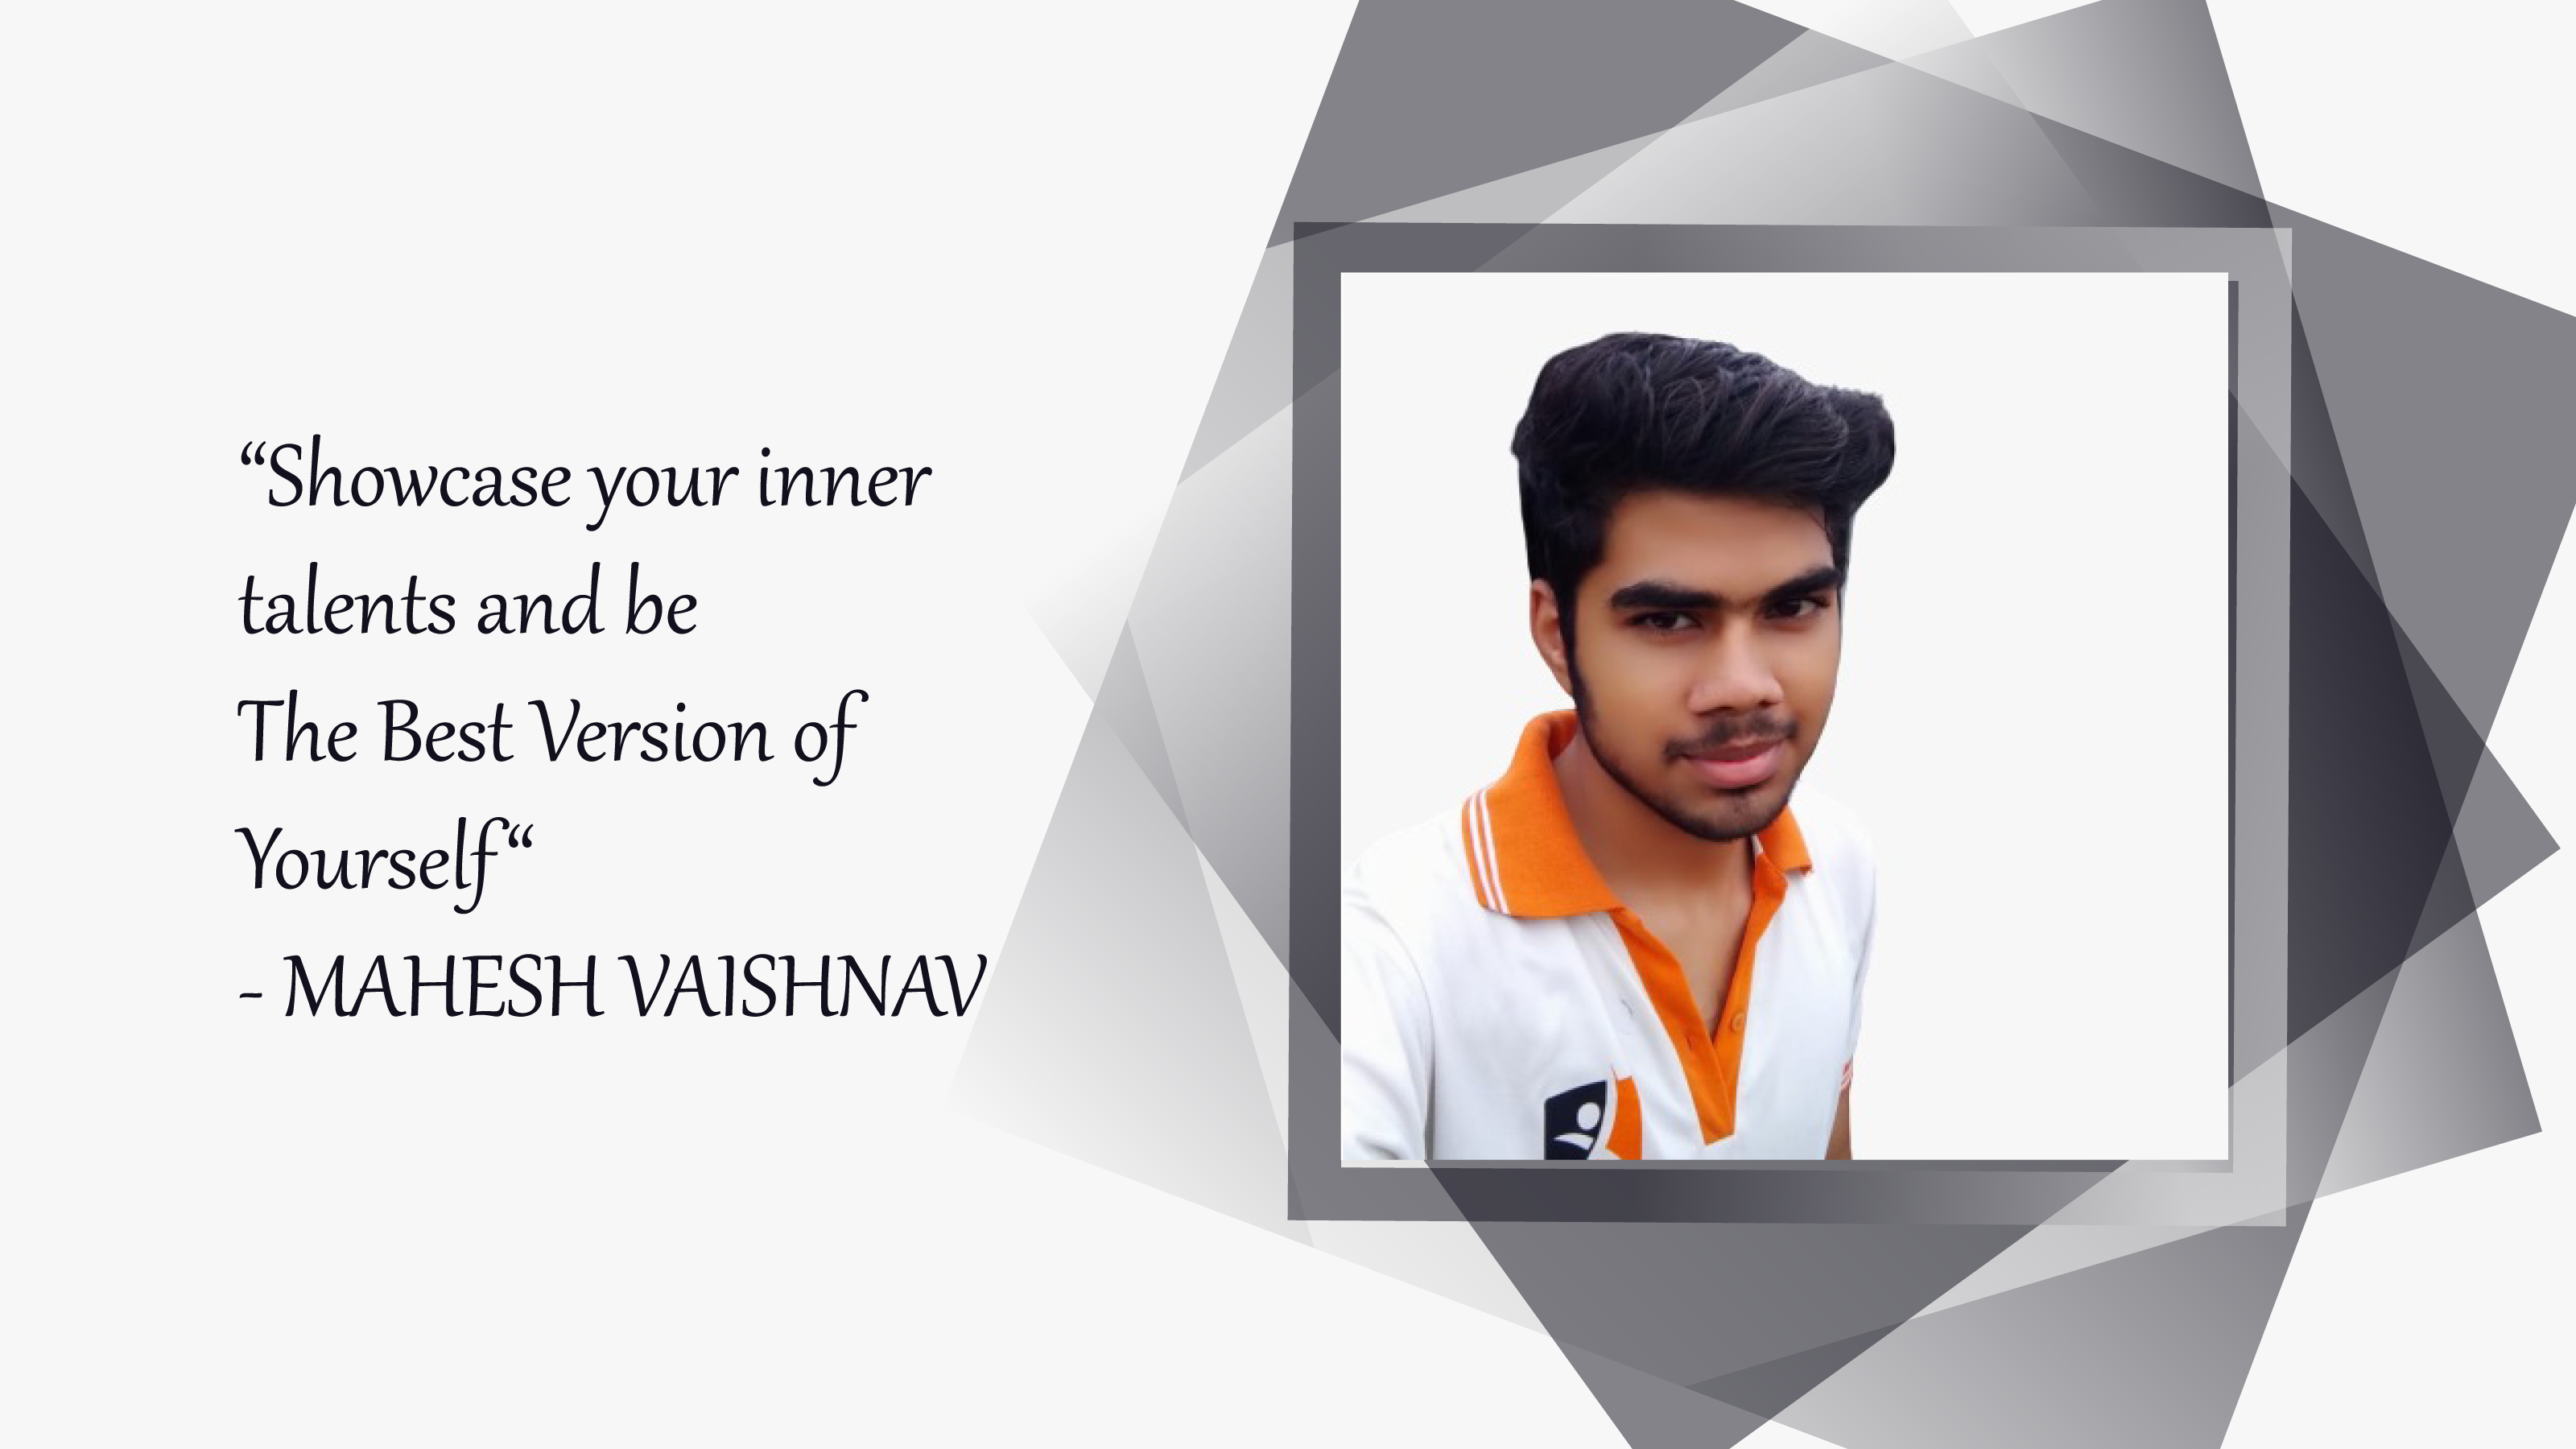 “Showcase your inner
talents and be
The Best Version of
Yourself“
- MAHESH VAISHNAV